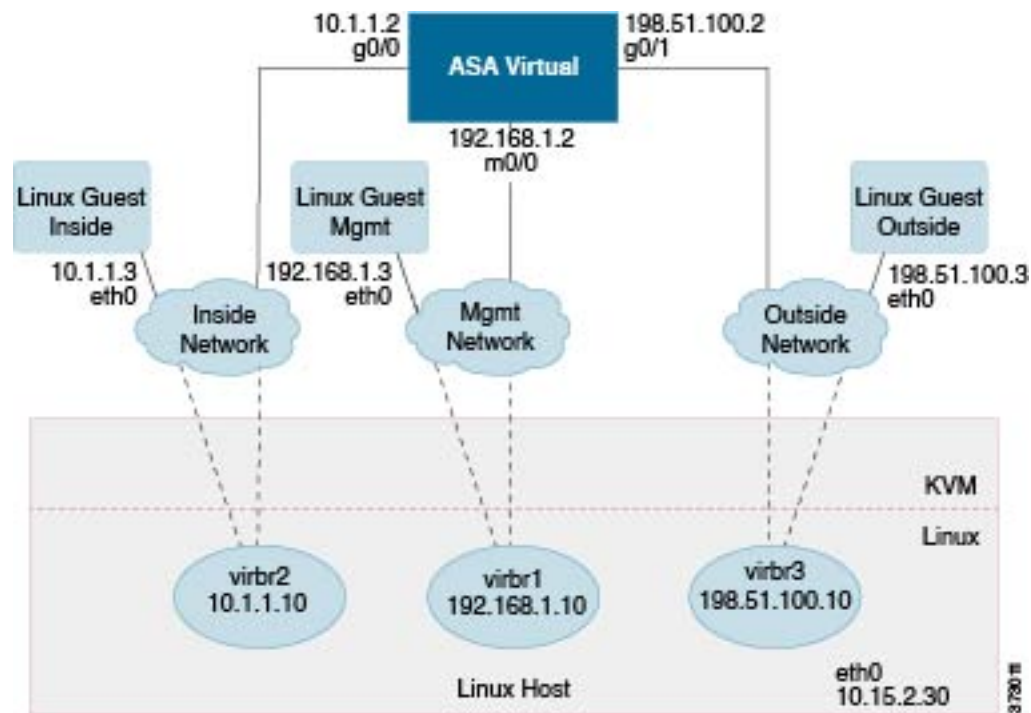 10.1.1.2
g0/0
ASA Virtual
198.51.100.2
g0/1
192.168.1.2
m0/0
Linux Guest
Inside
Linux Guest
Mgmt
Linux Guest
Outside
10.1.1.3
eth0
192.168.1.3
eth0
198.51.100.3
eth0
Inside
Network
Mgmt
Network
Outside
Network
KVM
Linux
virbr2
10.1.1.10
virbr1
192.168.1.10
virbr3
198.51.100.10
Linux Host
eth0
10.15.2.30
373011